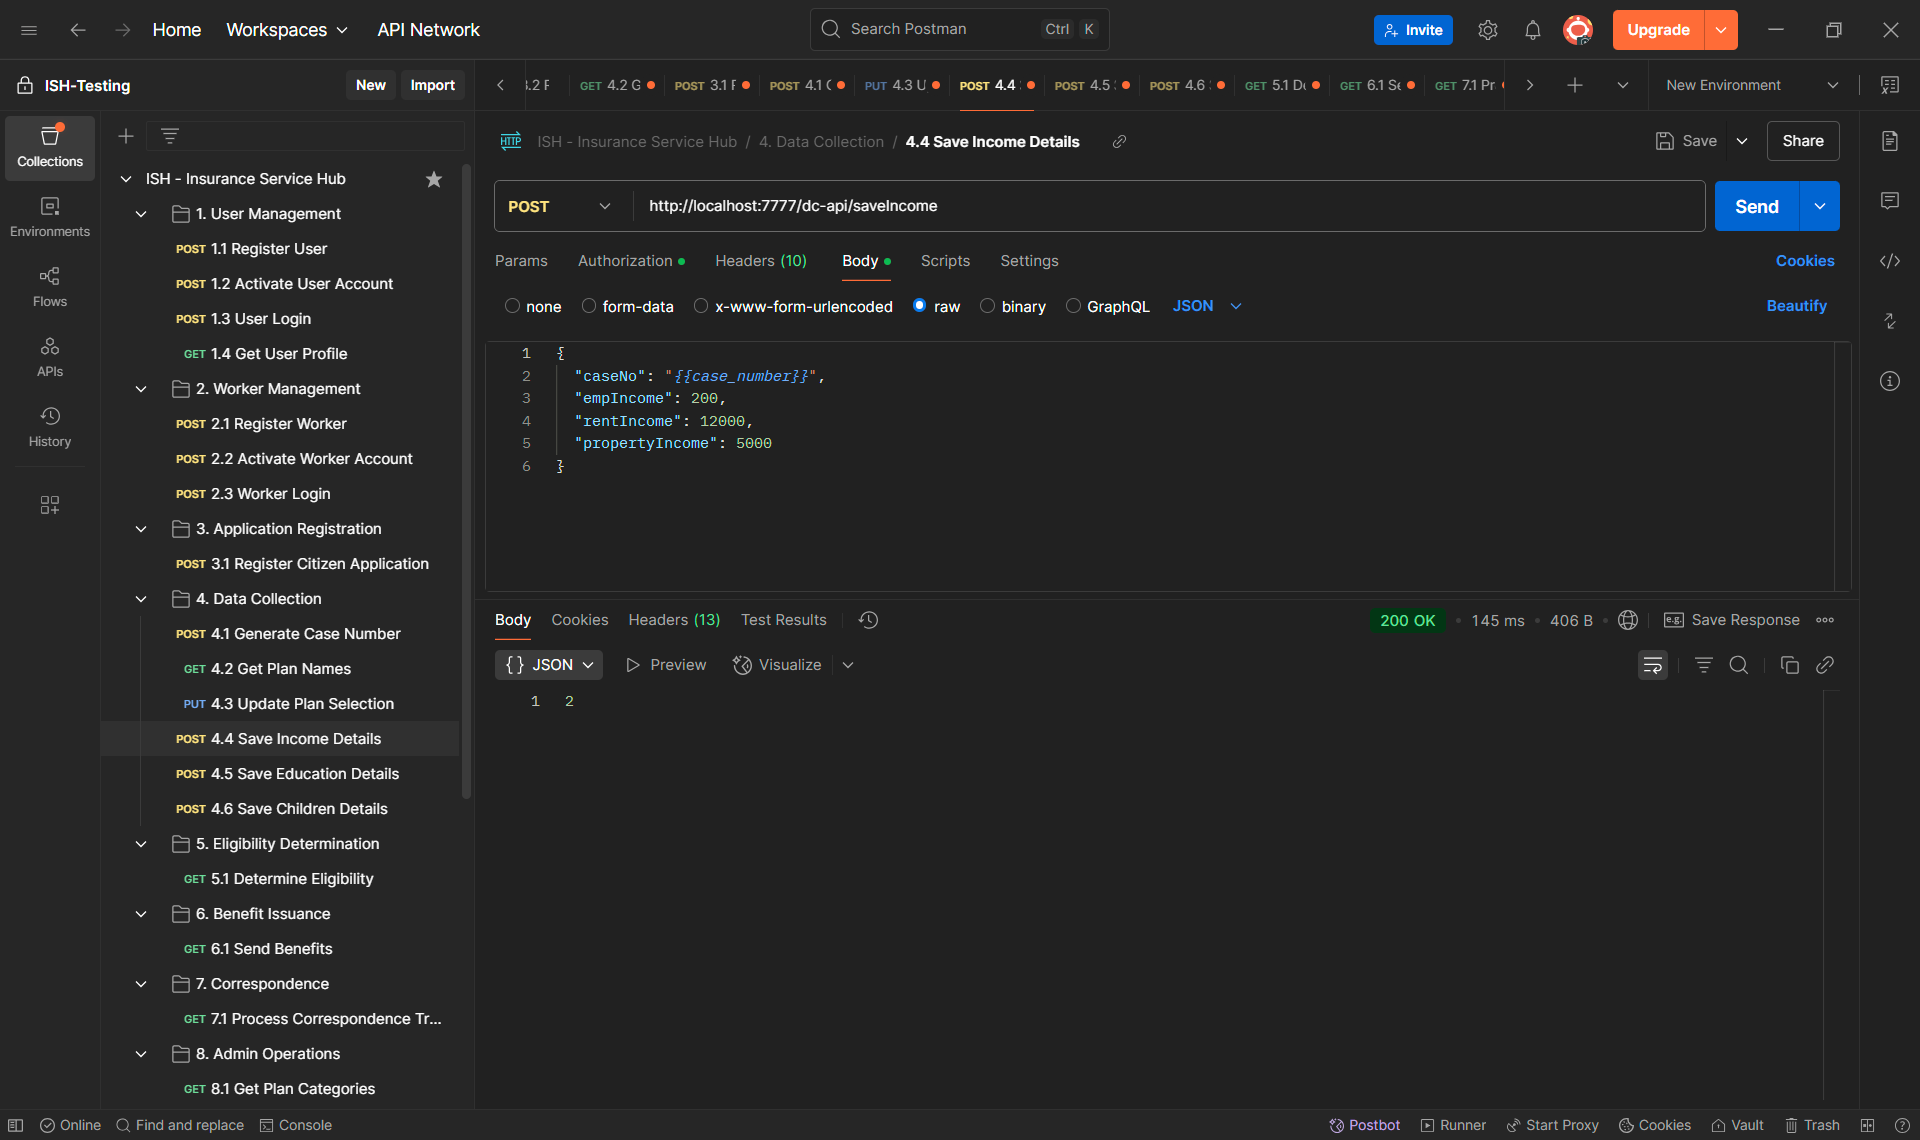 Home Workspaces API Network Search Postman Ctrl K Invite Upgrade
ISH-Testing New Import
GET 4.2 G POST 3.1 F POST 4.1 PUT 4.3 U POST 4.4 POST 4.5 POST 4.6 GET 5.1 GET 6.1 GET 7.1 Pr New Environment
Collections
Environments
Flows
APIs
History
ISH - Insurance Service Hub
1. User Management
POST 1.1 Register User
POST 1.2 Activate User Account
POST 1.3 User Login
GET 1.4 Get User Profile
2. Worker Management
POST 2.1 Register Worker
POST 2.2 Activate Worker Account
POST 2.3 Worker Login
3. Application Registration
POST 3.1 Register Citizen Application
4. Data Collection
POST 4.1 Generate Case Number
GET 4.2 Get Plan Names
PUT 4.3 Update Plan Selection
POST 4.4 Save Income Details
POST 4.5 Save Education Details
POST 4.6 Save Children Details
5. Eligibility Determination
GET 5.1 Determine Eligibility
6. Benefit Issuance
GET 6.1 Send Benefits
7. Correspondence
GET 7.1 Process Correspondence Tr...
8. Admin Operations
GET 8.1 Get Plan Categories
HTTP ISH - Insurance Service Hub / 4. Data Collection / 4.4 Save Income Details Save Share
POST http://localhost:7777/dc-api/saveIncome Send
Params Authorization Headers (10) Body Scripts Settings Cookies
none form-data x-www-form-urlencoded raw binary GraphQL JSON Beautify
1 {
2 "caseNo": "{{case_number}}",
3 "empIncome": 200,
4 "rentIncome": 12000,
5 "propertyIncome": 5000
6 }
Body Cookies Headers (13) Test Results 200 OK 145 ms 406 B e.g. Save Response
{} JSON Preview Visualize
1 2
Online Find and replace Console Postbot Runner Start Proxy Cookies Vault Trash